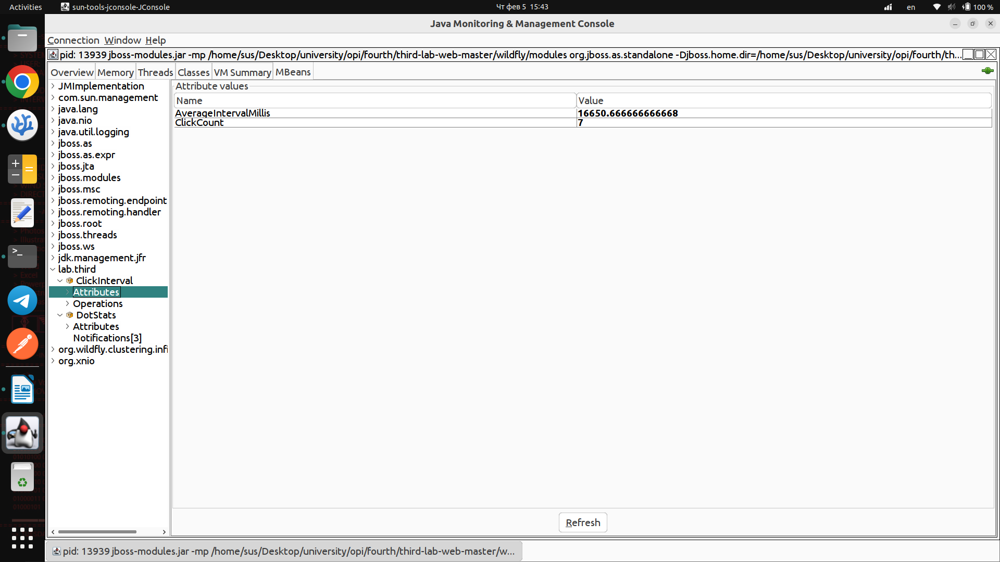 Activities
sun-tools-jconsole-JConsole
Чт фев 5 15:43
en
100 %
Java Monitoring & Management Console
Connection Window Help
pid: 13939 jboss-modules.jar -mp /home/sus/Desktop/university/opi/fourth/third-lab-web-master/wildfly/modules org.jboss.as.standalone -Djboss.home.dir=/home/sus/Desktop/university/opi/fourth/th...
Overview Memory Threads Classes VM Summary MBeans
JMImplementation
com.sun.management
java.lang
java.nio
java.util.logging
jboss.as
jboss.as.expr
jboss.jta
jboss.modules
jboss.msc
jboss.remoting.endpoint
jboss.remoting.handler
jboss.root
jboss.threads
jboss.ws
jdk.management.jfr
lab.third
ClickInterval
Attributes
Operations
DotStats
Attributes
Notifications[3]
org.wildfly.clustering.infi
org.xnio
Attribute values
Name Value
AverageIntervalMillis 16650.666666666668
ClickCount 7
Refresh
pid: 13939 jboss-modules.jar -mp /home/sus/Desktop/university/opi/fourth/third-lab-web-master/w...